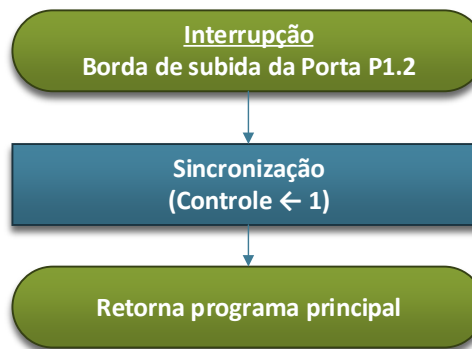 Interrupção
Borda de subida da Porta P1.2
Sincronização
(Controle ← 1)
Retorna programa principal